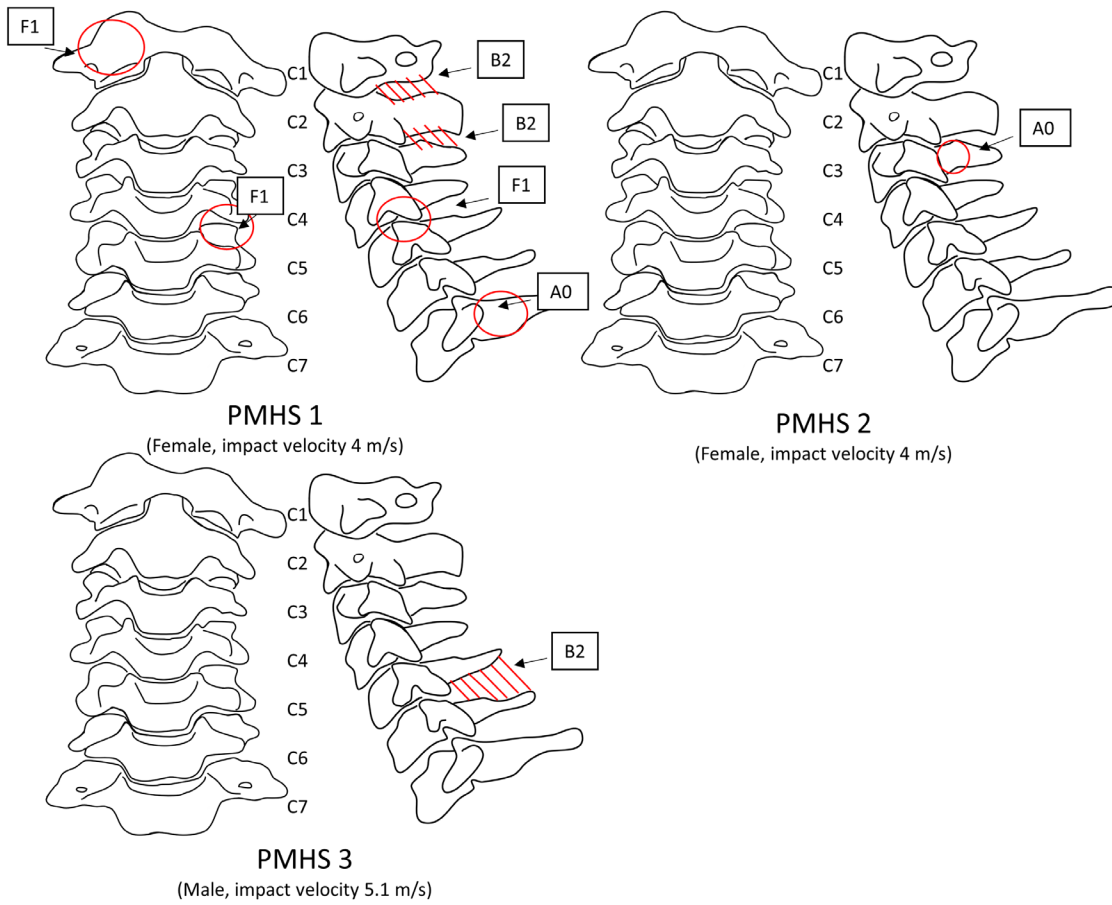 F1
B2
C1
C2
B2
C3
F1
F1
C4
C5
A0
C6
C7
PMHS 1
(Female, impact velocity 4 m/s)
C1
C2
A0
C3
C4
C5
C6
C7
PMHS 2
(Female, impact velocity 4 m/s)
C1
C2
C3
C4
B2
C5
C6
C7
PMHS 3
(Male, impact velocity 5.1 m/s)